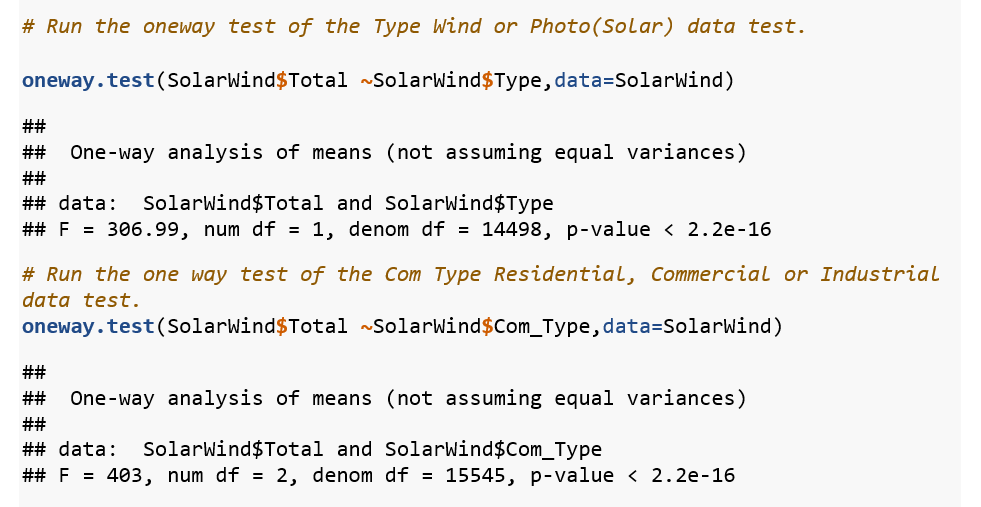 # Run the oneway test of the Type Wind or Photo(Solar) data test.
oneway.test(SolarWind$Total ~SolarWind$Type,data=SolarWind)
##
##  One-way analysis of means (not assuming equal variances)
##
## data:  SolarWind$Total and SolarWind$Type
## F = 306.99, num df = 1, denom df = 14498, p-value < 2.2e-16
# Run the one way test of the Com Type Residential, Commercial or Industrial
data test.
oneway.test(SolarWind$Total ~SolarWind$Com_Type,data=SolarWind)
##
##  One-way analysis of means (not assuming equal variances)
##
## data:  SolarWind$Total and SolarWind$Com_Type
## F = 403, num df = 2, denom df = 15545, p-value < 2.2e-16